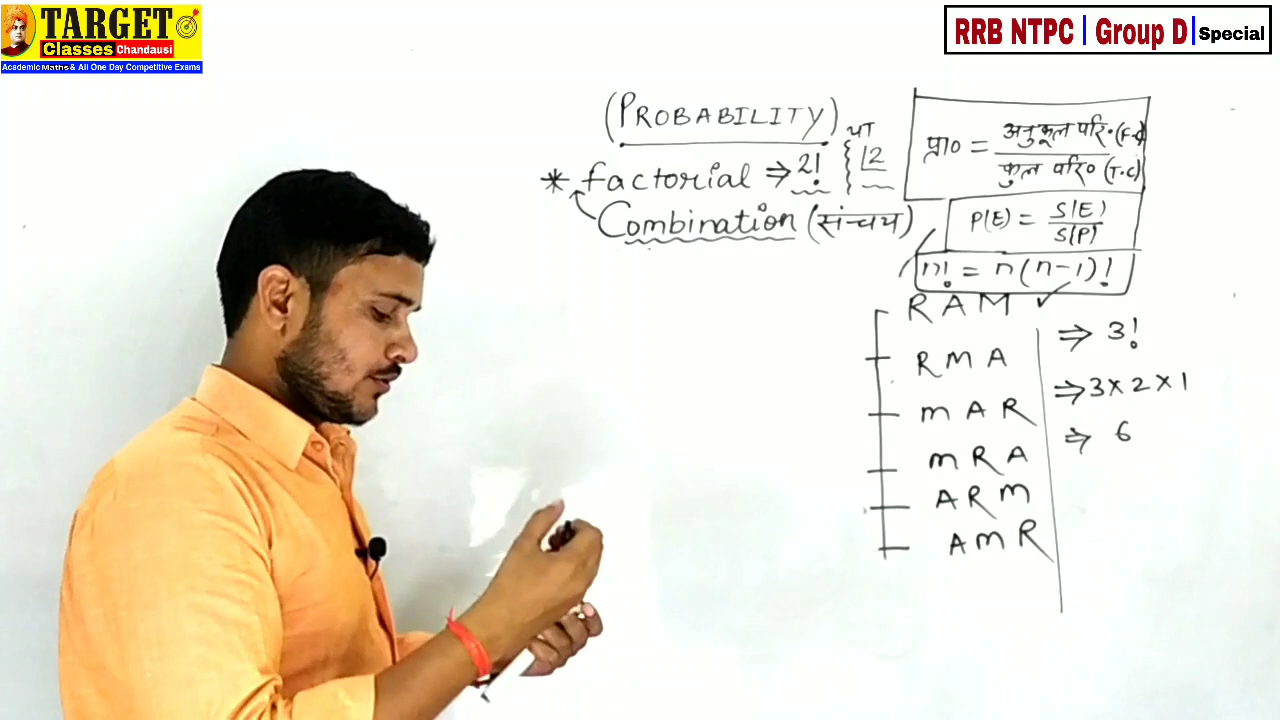 TARGET
Classes Chandausi
Academic Maths & All One Day Competitive Exams
RRB NTPC | Group D | Special
(PROBABILITY)
* factorial ⇒ 2! या |2
Combination (संन्चय)
प्रा० = अनुकूल परि० (F.C) / कुल परि० (T.C)
P(E) = S(E) / S(P)
n! = n(n-1)!
RAM ✓
RMA
MAR
MRA
ARM
AMR
⇒ 3!
⇒ 3×2×1
⇒ 6